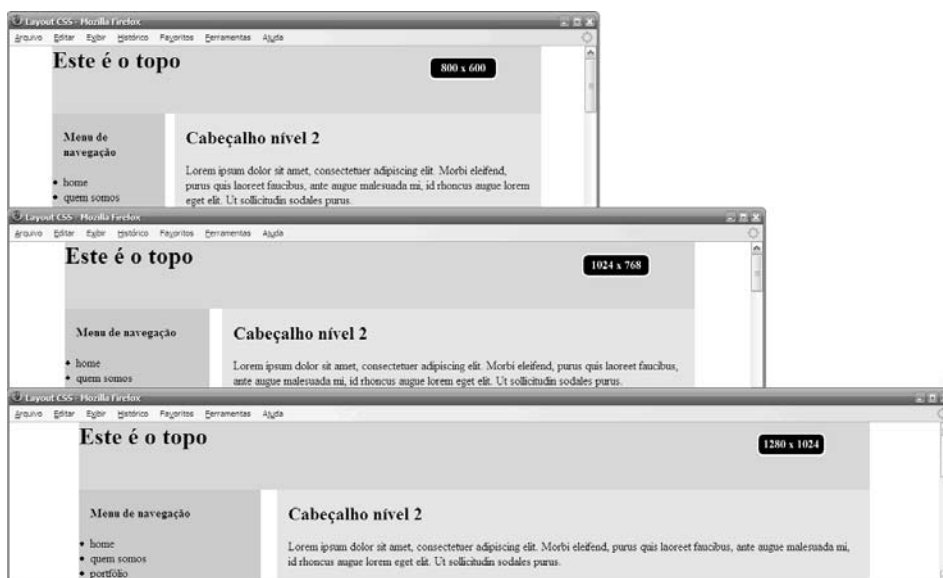 Layout CSS - Mozilla Firefox
Arquivo Editar Exibir Histórico Favoritos Ferramentas Ajuda
Este é o topo
800 x 600
Menu de
navegação
• home
• quem somos
Cabeçalho nível 2
Lorem ipsum dolor sit amet, consectetuer adipiscing elit. Morbi eleifend,
purus quis laoreet faucibus, ante augue malesuada mi, id rhoncus augue lorem
eget elit. Ut sollicitudin sodales purus.
Layout CSS - Mozilla Firefox
Arquivo Editar Exibir Histórico Favoritos Ferramentas Ajuda
Este é o topo
1024 x 768
Menu de navegação
• home
• quem somos
Cabeçalho nível 2
Lorem ipsum dolor sit amet, consectetuer adipiscing elit. Morbi eleifend, purus quis laoreet faucibus,
ante augue malesuada mi, id rhoncus augue lorem eget elit. Ut sollicitudin sodales purus.
Layout CSS - Mozilla Firefox
Arquivo Editar Exibir Histórico Favoritos Ferramentas Ajuda
Este é o topo
1280 x 1024
Menu de navegação
• home
• quem somos
• portfólio
Cabeçalho nível 2
Lorem ipsum dolor sit amet, consectetuer adipiscing elit. Morbi eleifend, purus quis laoreet faucibus, ante augue malesuada mi,
id rhoncus augue lorem eget elit. Ut sollicitudin sodales purus.